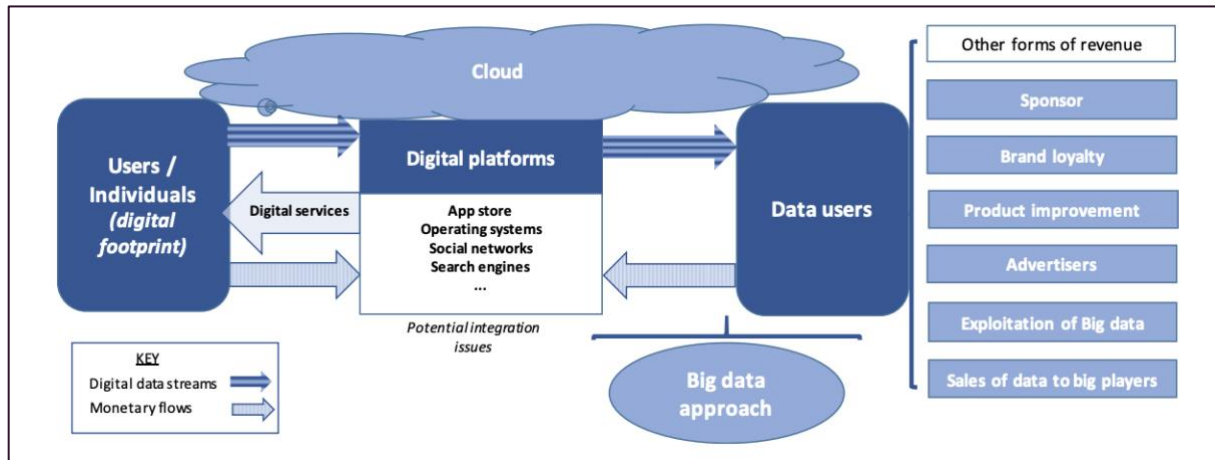 Cloud
Users /
Individuals
(digital
footprint)
Digital services
Digital platforms
App store
Operating systems
Social networks
Search engines
...
Potential integration
issues
Data users
Big data
approach
Other forms of revenue
Sponsor
Brand loyalty
Product improvement
Advertisers
Exploitation of Big data
Sales of data to big players
KEY
Digital data streams
Monetary flows